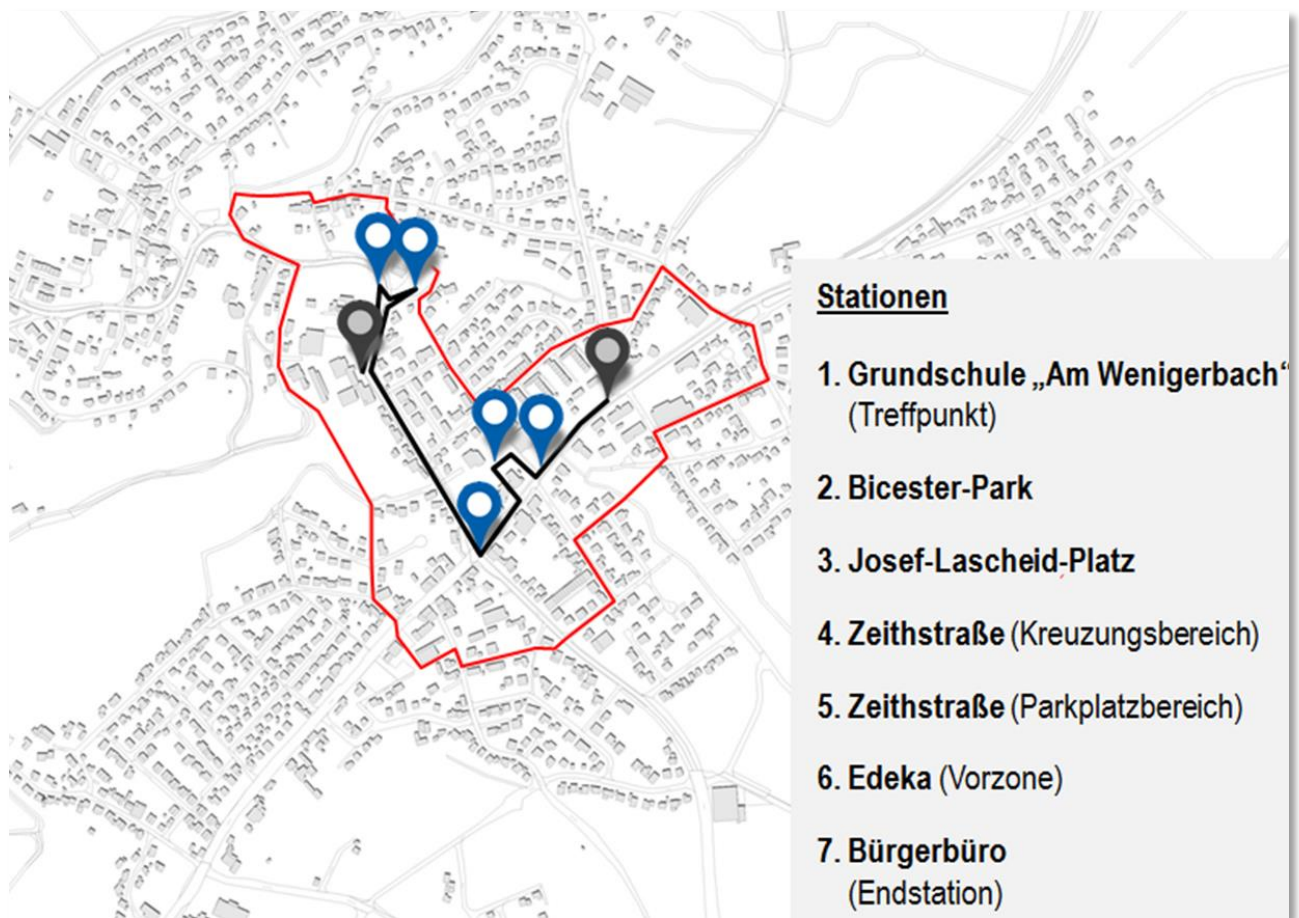 Stationen
1. Grundschule „Am Wenigerbach“
(Treffpunkt)
2. Bicester-Park
3. Josef-Lascheid-Platz
4. Zeithstraße (Kreuzungsbereich)
5. Zeithstraße (Parkplatzbereich)
6. Edeka (Vorzone)
7. Bürgerbüro
(Endstation)